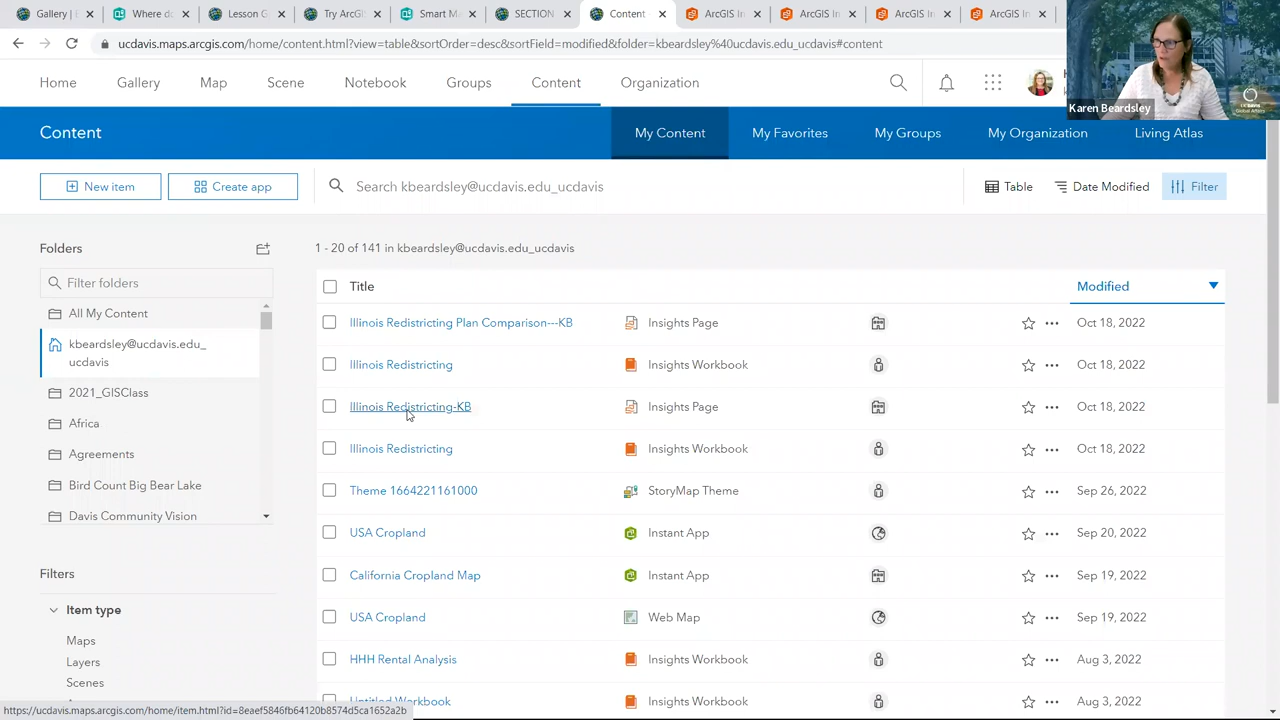 Gallery | E
Where do
Lesson G
Try ArcGI
Smart Ma
SECTION
Content
ArcGIS In
ArcGIS In
ArcGIS In
ArcGIS In
ucdavis.maps.arcgis.com/home/content.html?view=table&sortOrder=desc&sortField=modified&folder=kbeardsley%40ucdavis.edu_ucdavis#content
Home Gallery Map Scene Notebook Groups Content Organization
Karen Beardsley
UCDAVIS
Global Affairs
Content
My Content My Favorites My Groups My Organization Living Atlas
New item Create app Search kbeardsley@ucdavis.edu_ucdavis Table Date Modified Filter
Folders
1 - 20 of 141 in kbeardsley@ucdavis.edu_ucdavis
Filter folders
All My Content
kbeardsley@ucdavis.edu_
ucdavis
2021_GISClass
Africa
Agreements
Bird Count Big Bear Lake
Davis Community Vision
Filters
Item type
Maps
Layers
Scenes
Title Modified
Illinois Redistricting Plan Comparison---KB Insights Page Oct 18, 2022
Illinois Redistricting Insights Workbook Oct 18, 2022
Illinois Redistricting-KB Insights Page Oct 18, 2022
Illinois Redistricting Insights Workbook Oct 18, 2022
Theme 1664221161000 StoryMap Theme Sep 26, 2022
USA Cropland Instant App Sep 20, 2022
California Cropland Map Instant App Sep 19, 2022
USA Cropland Web Map Sep 19, 2022
HHH Rental Analysis Insights Workbook Aug 3, 2022
Untitled Workbook Insights Workbook Aug 3, 2022
https://ucdavis.maps.arcgis.com/home/item.html?id=8eaef5846fb64120b8574d5ca1652a2b